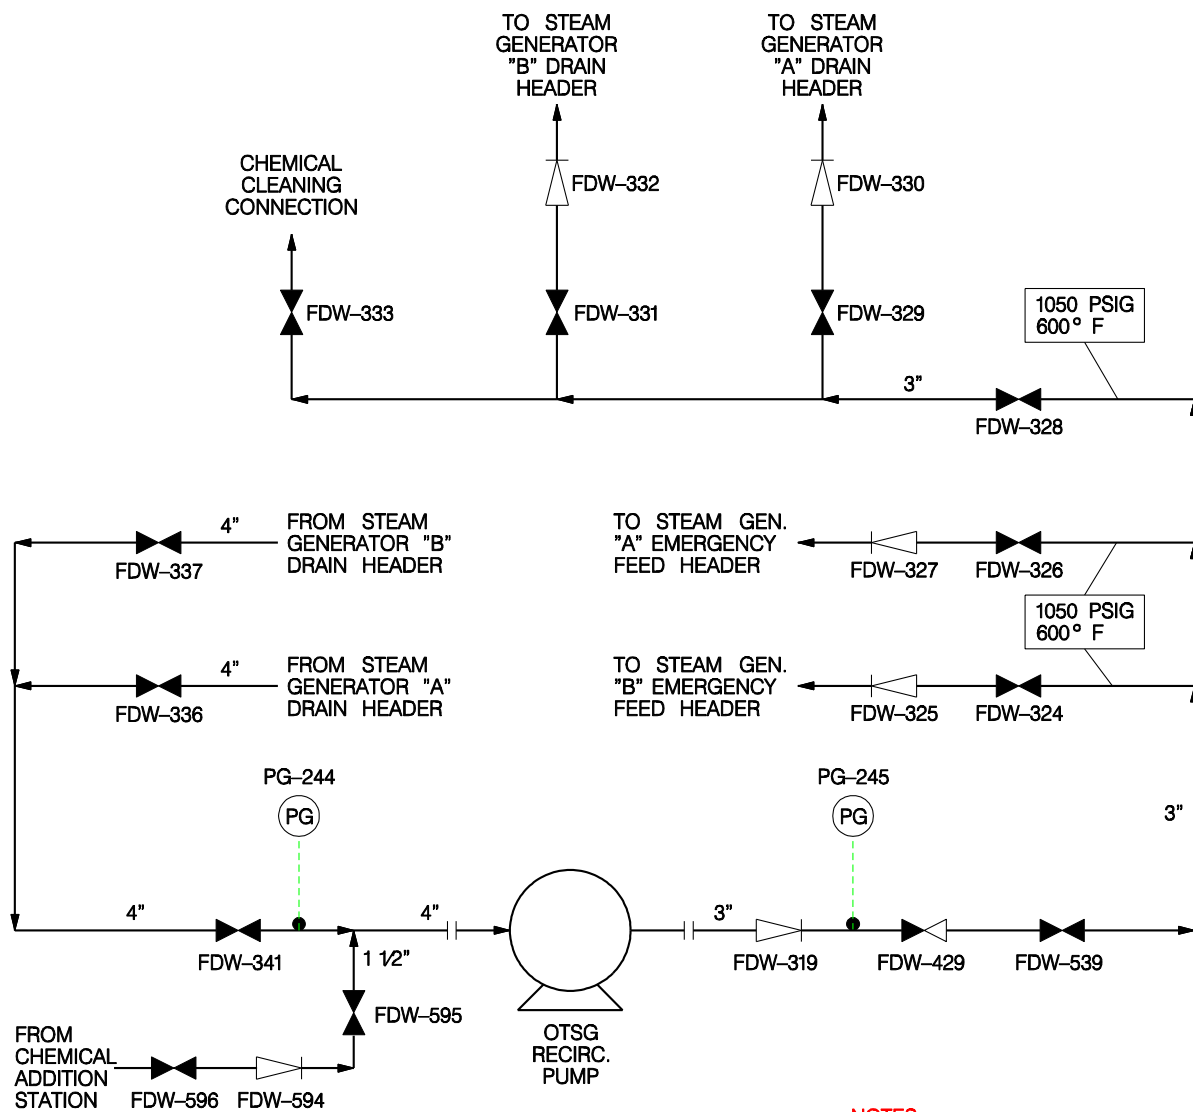 TO STEAM
GENERATOR
"B" DRAIN
HEADER
TO STEAM
GENERATOR
"A" DRAIN
HEADER
CHEMICAL
CLEANING
CONNECTION
FDW–332
FDW–330
FDW–333
FDW–331
FDW–329
1050 PSIG
600° F
3"
FDW–328
4"
FROM STEAM
GENERATOR "B"
DRAIN HEADER
FDW–337
TO STEAM GEN.
"A" EMERGENCY
FEED HEADER
FDW–327
FDW–326
1050 PSIG
600° F
4"
FROM STEAM
GENERATOR "A"
DRAIN HEADER
FDW–336
TO STEAM GEN.
"B" EMERGENCY
FEED HEADER
FDW–325
FDW–324
PG–244
PG
PG–245
PG
3"
4"
4"
3"
FDW–341
1 1/2"
FDW–319
FDW–429
FDW–539
FDW–595
OTSG
RECIRC.
PUMP
FROM
CHEMICAL
ADDITION
STATION
FDW–596
FDW–594